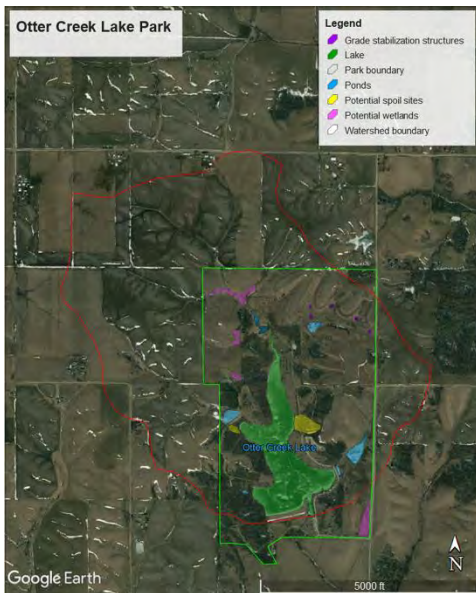 Otter Creek Lake Park
Legend
Grade stabilization structures
Lake
Park boundary
Ponds
Potential spoil sites
Potential wetlands
Watershed boundary
Otter Creek Lake
N
Google Earth
5000 ft